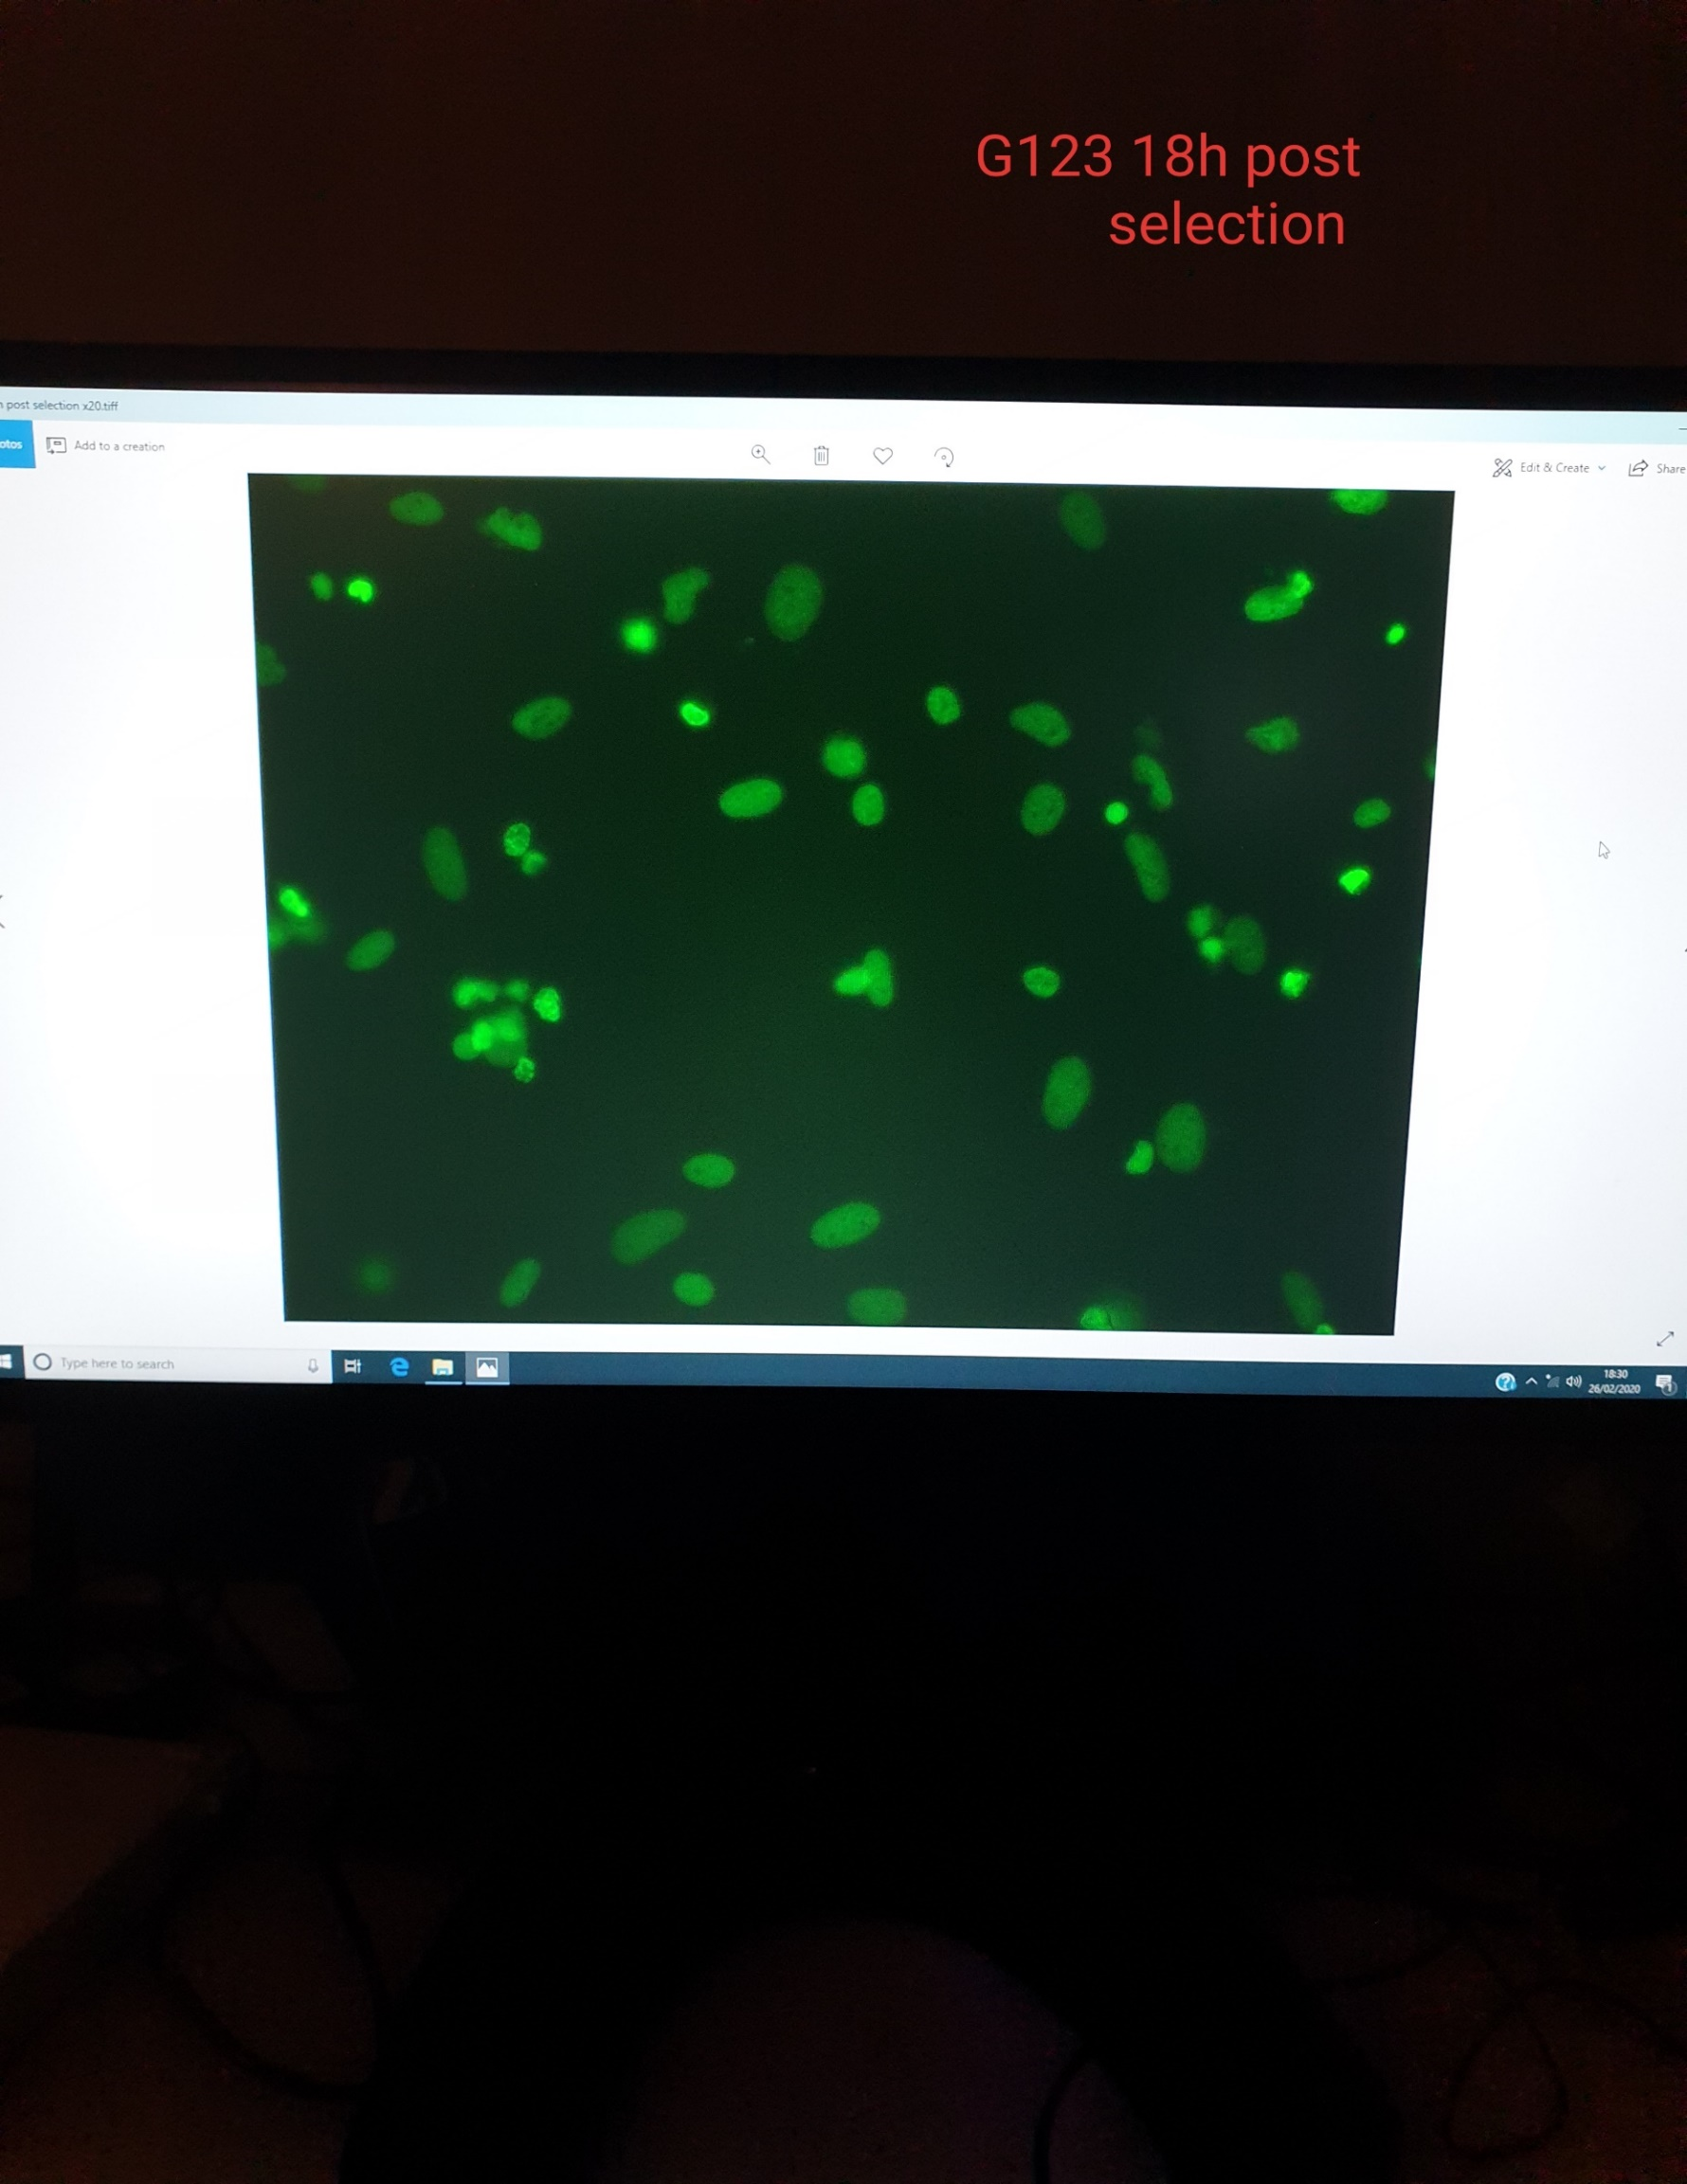 G123 18h post
selection
post selection x20.tiff
Add to a creation
Edit & Create
Share
Type here to search
18:30
26/02/2020